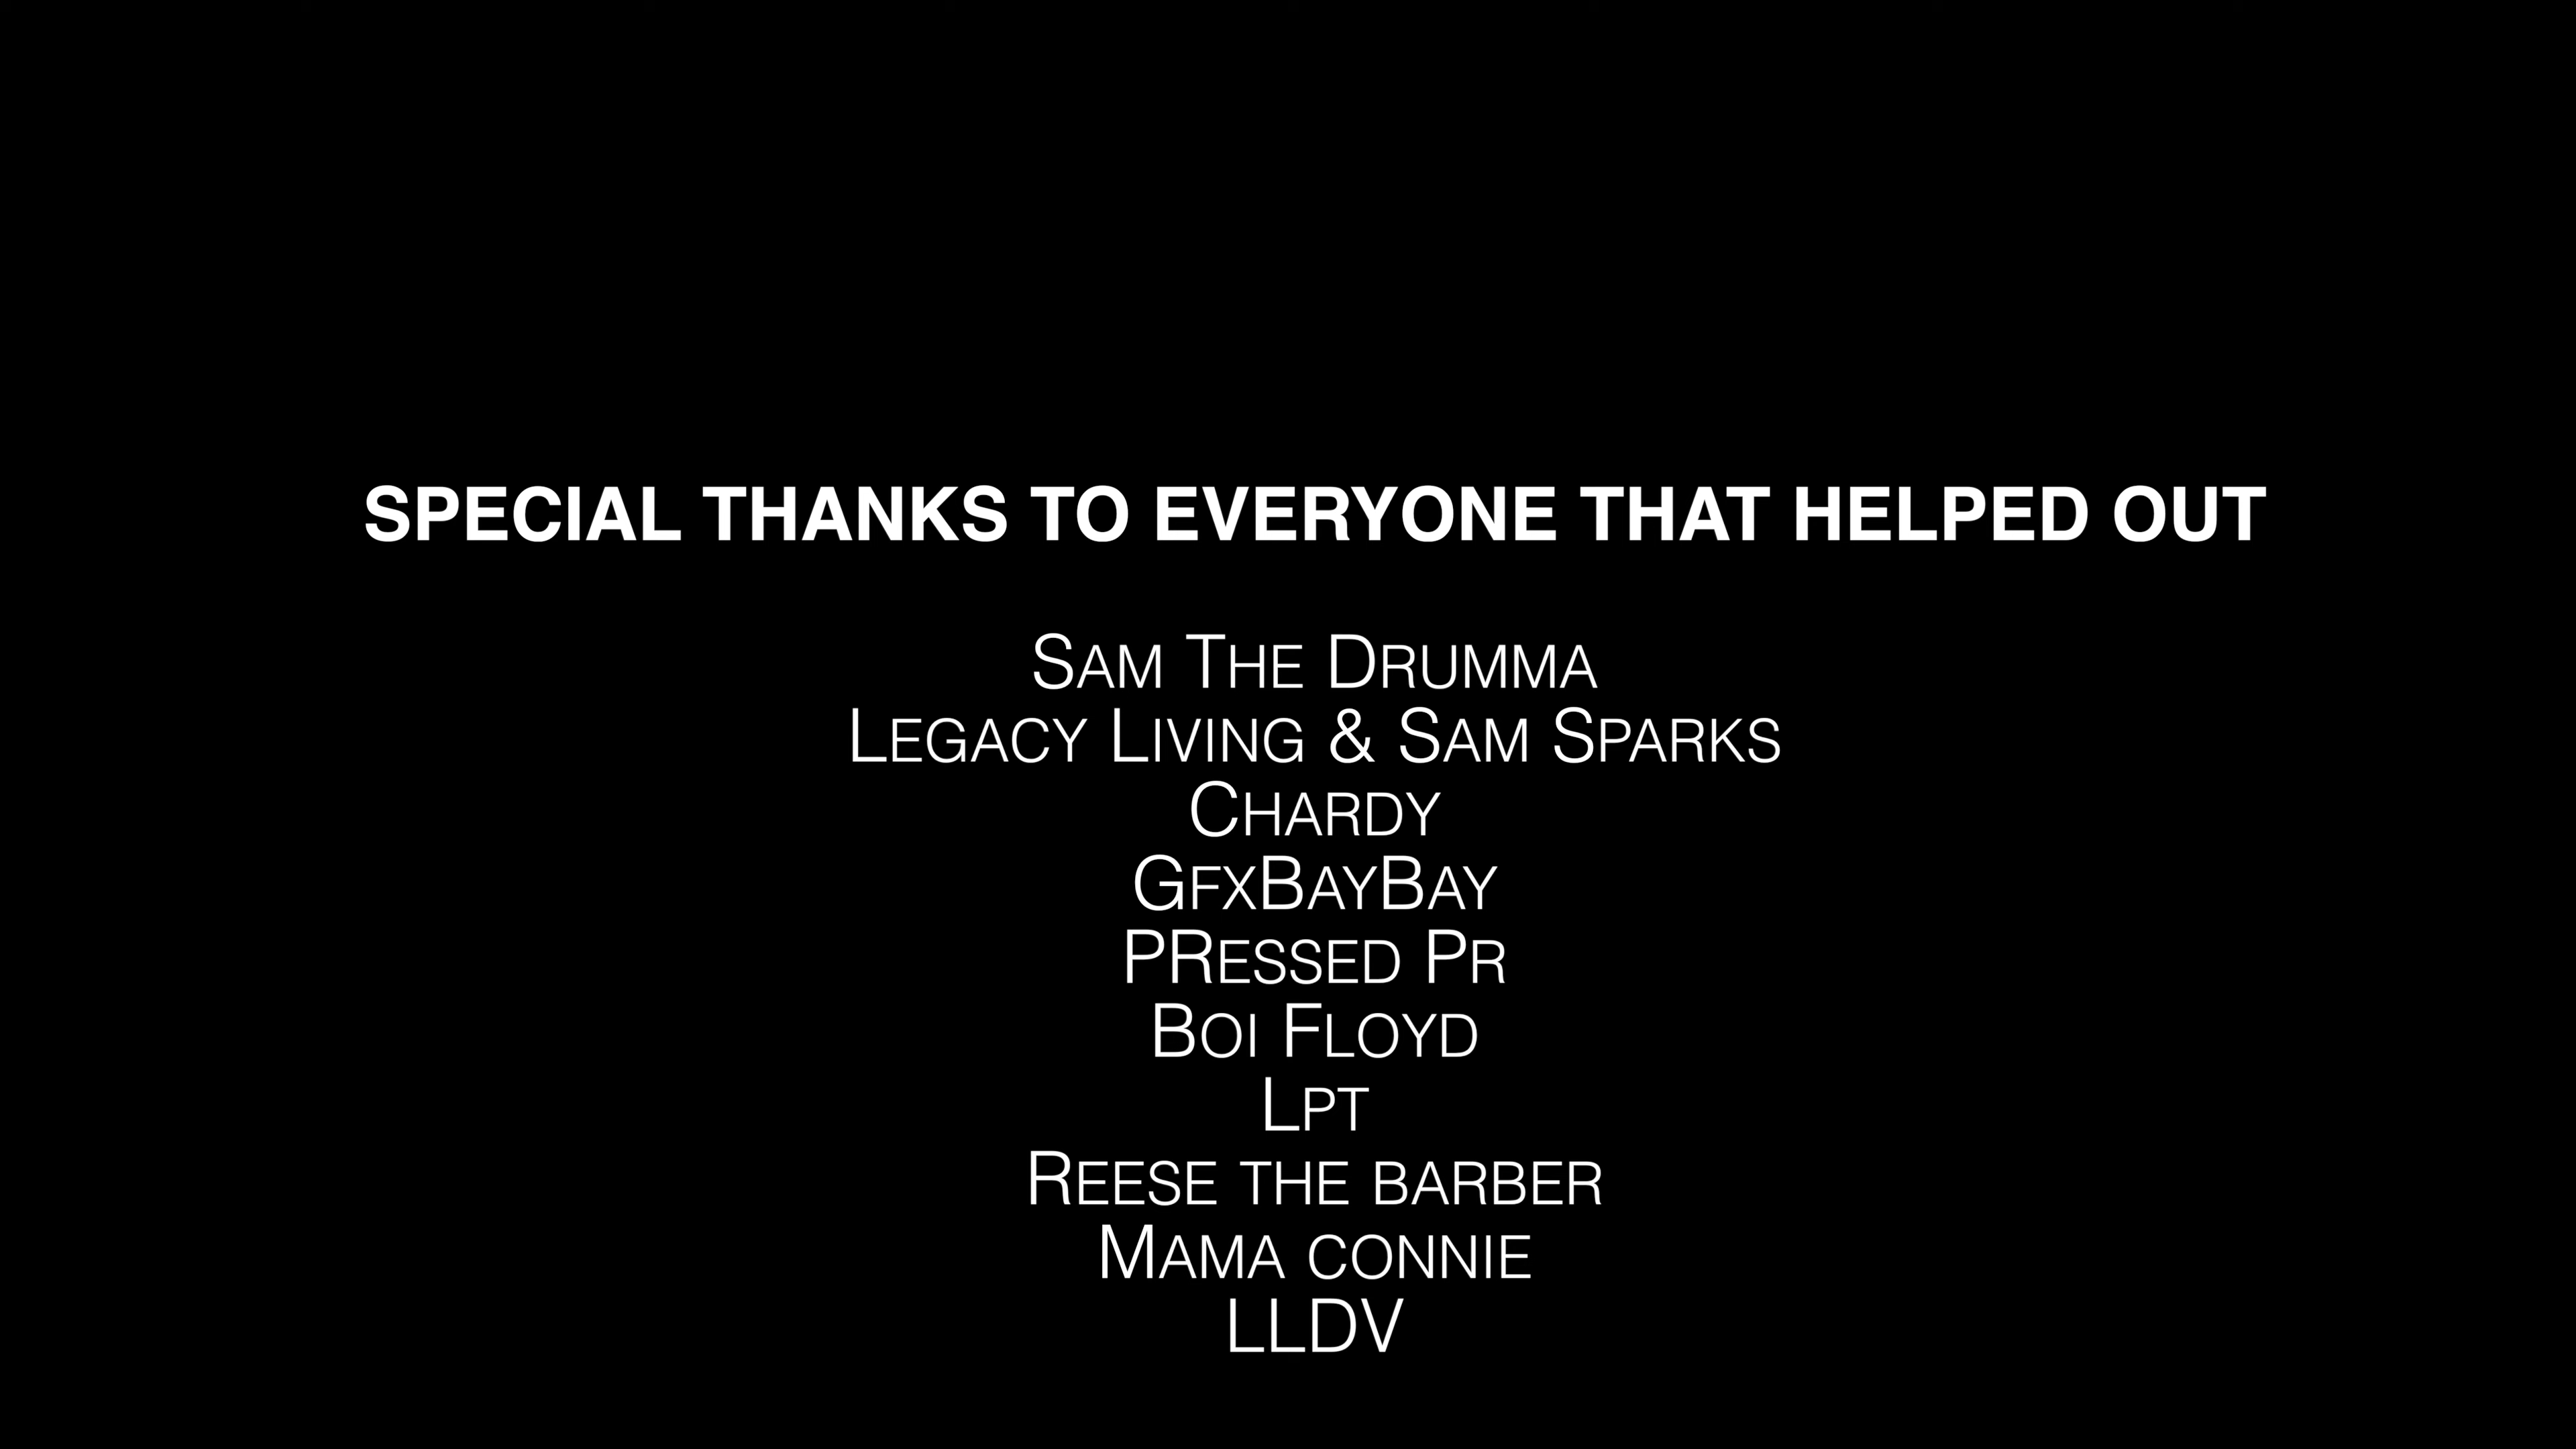 SPECIAL THANKS TO EVERYONE THAT HELPED OUT
Sam The Drumma
Legacy Living & Sam Sparks
Chardy
GfxBayBay
PRessed Pr
Boi Floyd
Lpt
Reese the barber
Mama connie
LLDV